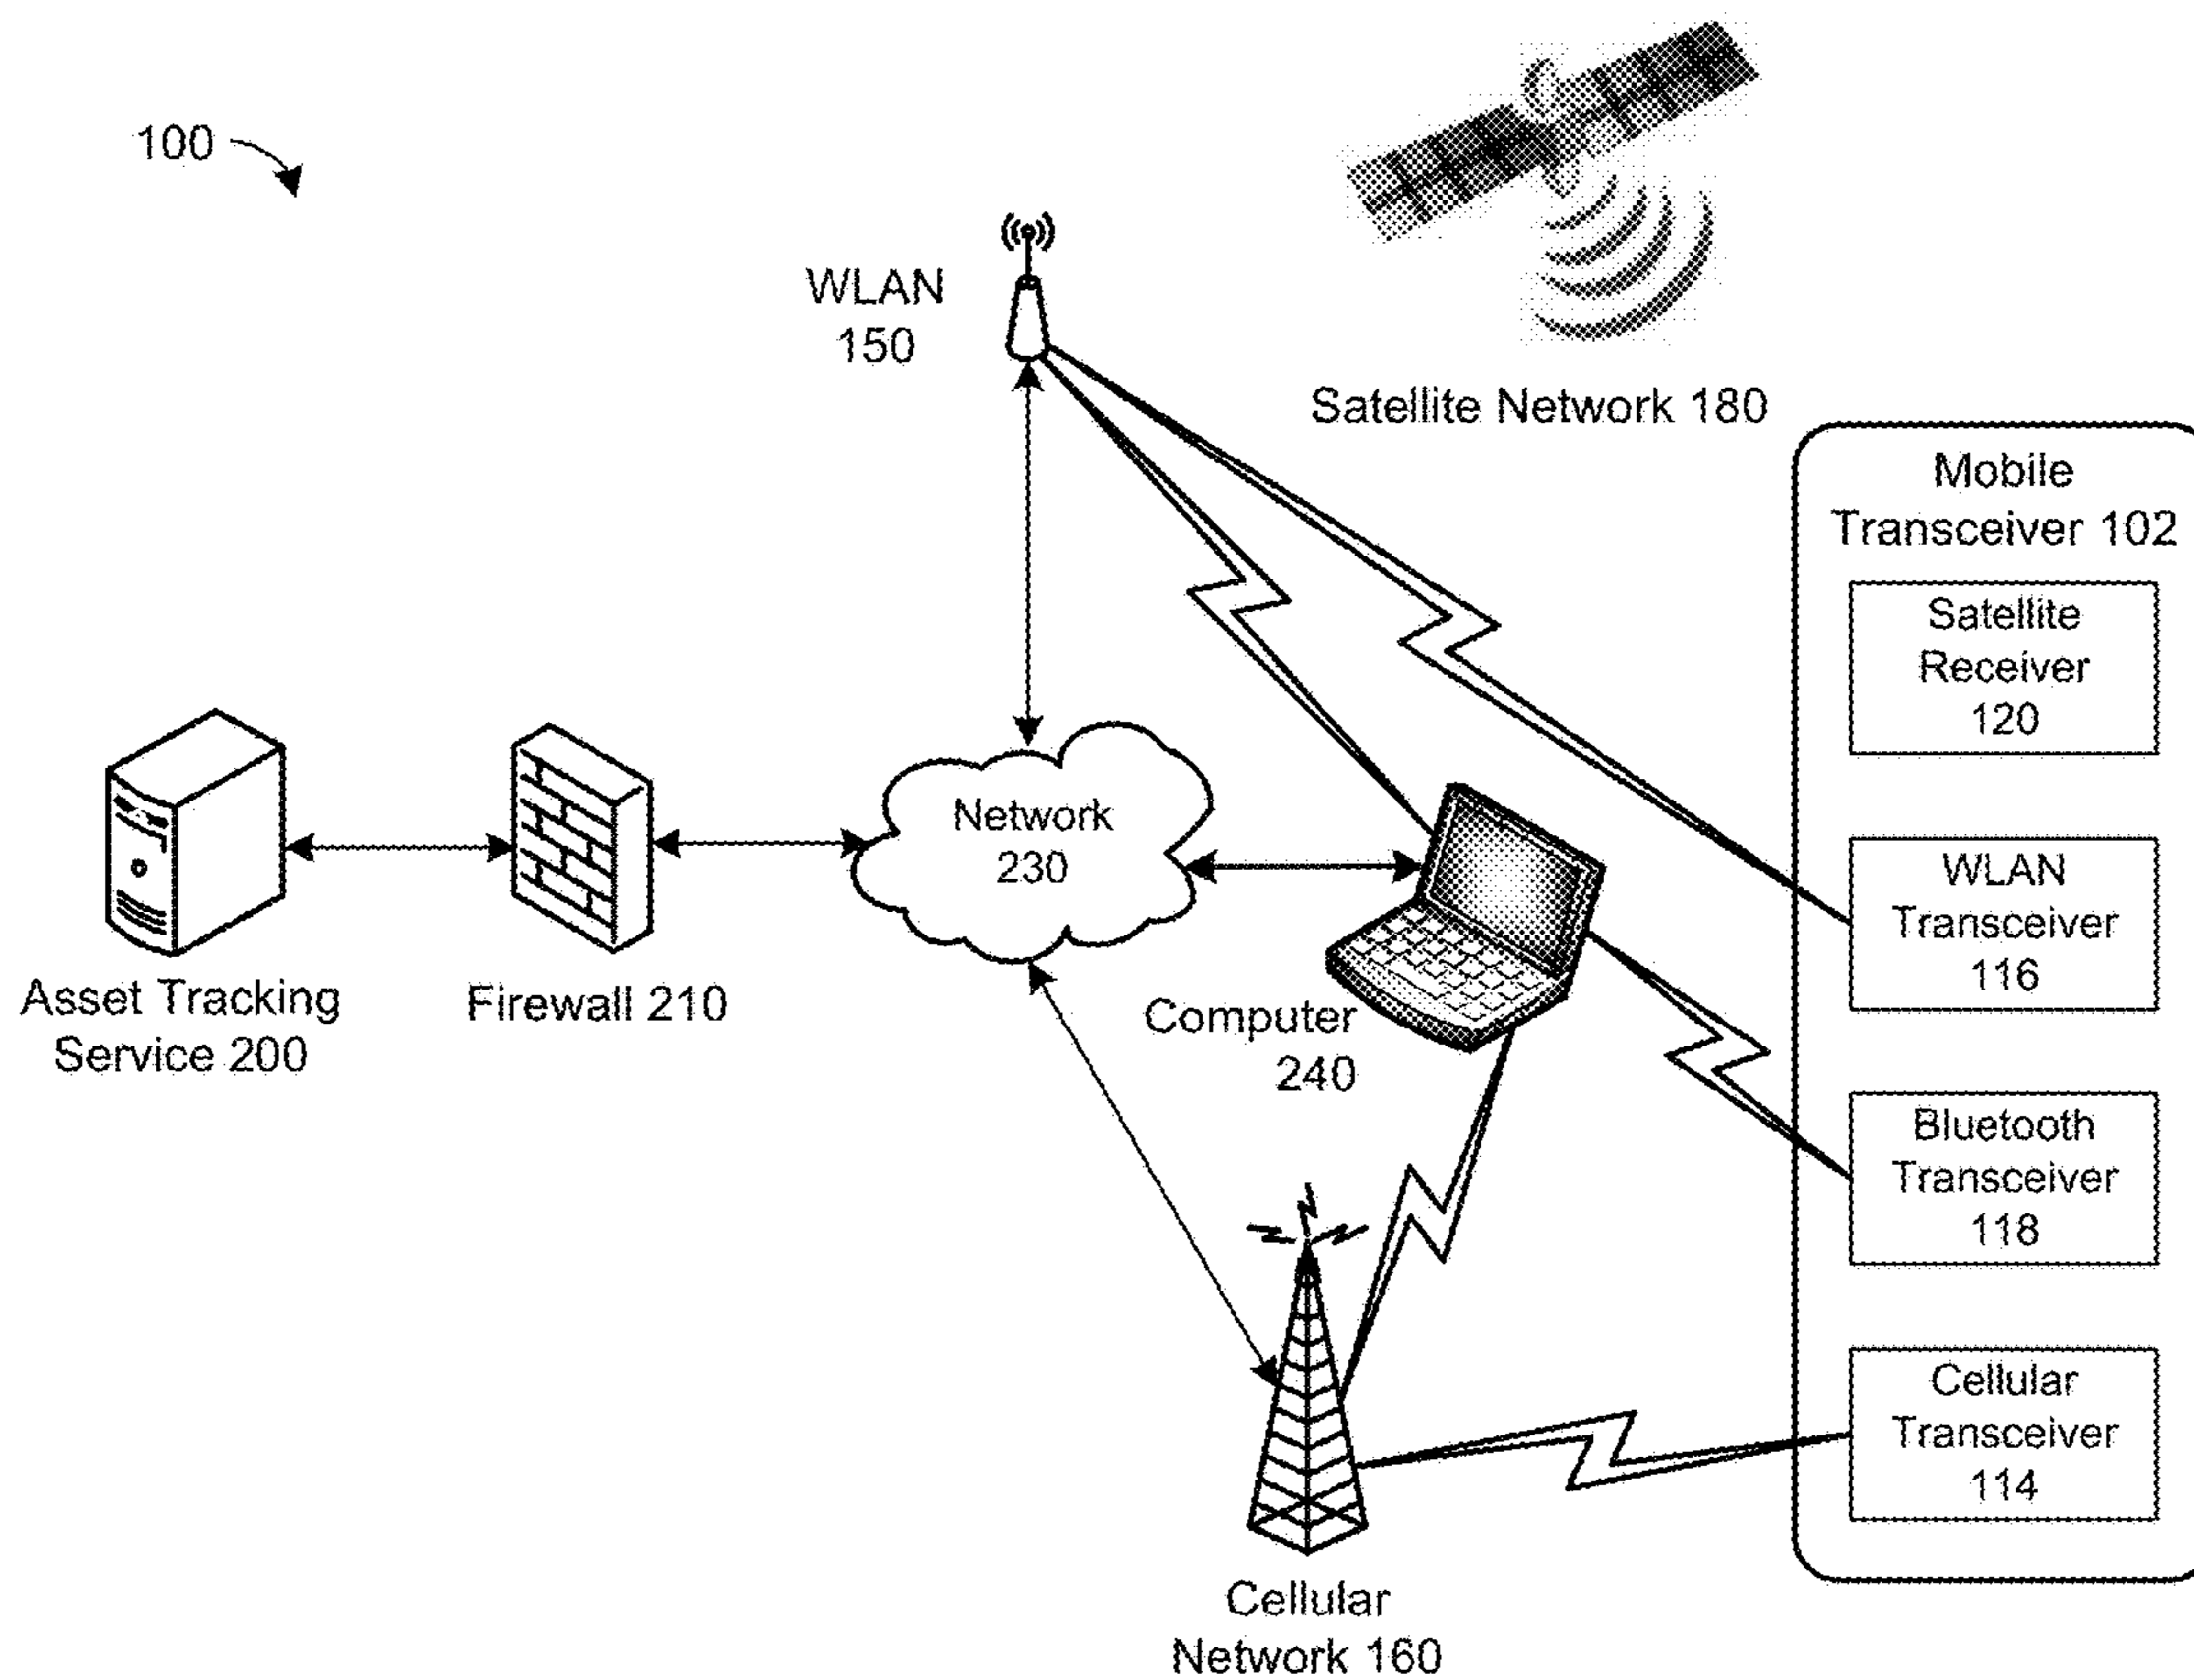 100
WLAN
150
Satellite Network 180
Mobile
Transceiver 102
Satellite
Receiver
120
WLAN
Transceiver
116
Bluetooth
Transceiver
118
Cellular
Transceiver
114
Network
230
Asset Tracking
Service 200
Firewall 210
Computer
240
Cellular
Network 160